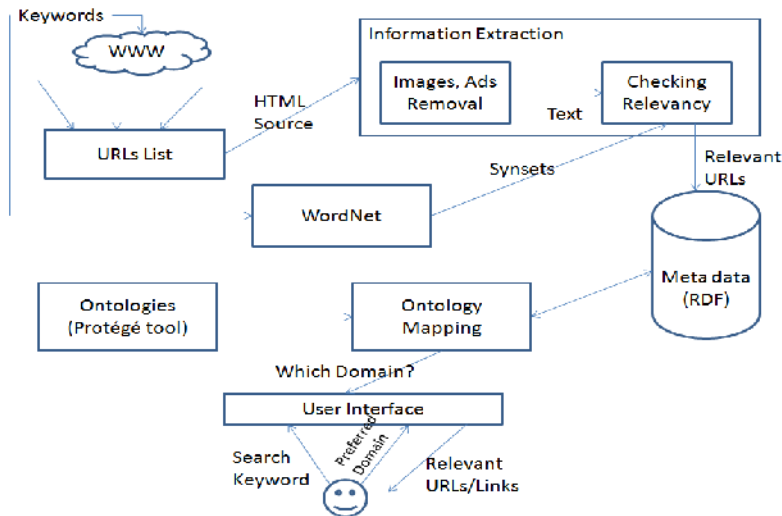 Keywords
WWW
Information Extraction
Images, Ads
Removal
Checking
Relevancy
HTML
Source
Text
URLs List
Synsets
Relevant
URLs
WordNet
Meta data
(RDF)
Ontologies
(Protégé tool)
Ontology
Mapping
Which Domain?
User Interface
Search
Keyword
Preferred
Domain
Relevant
URLs/Links